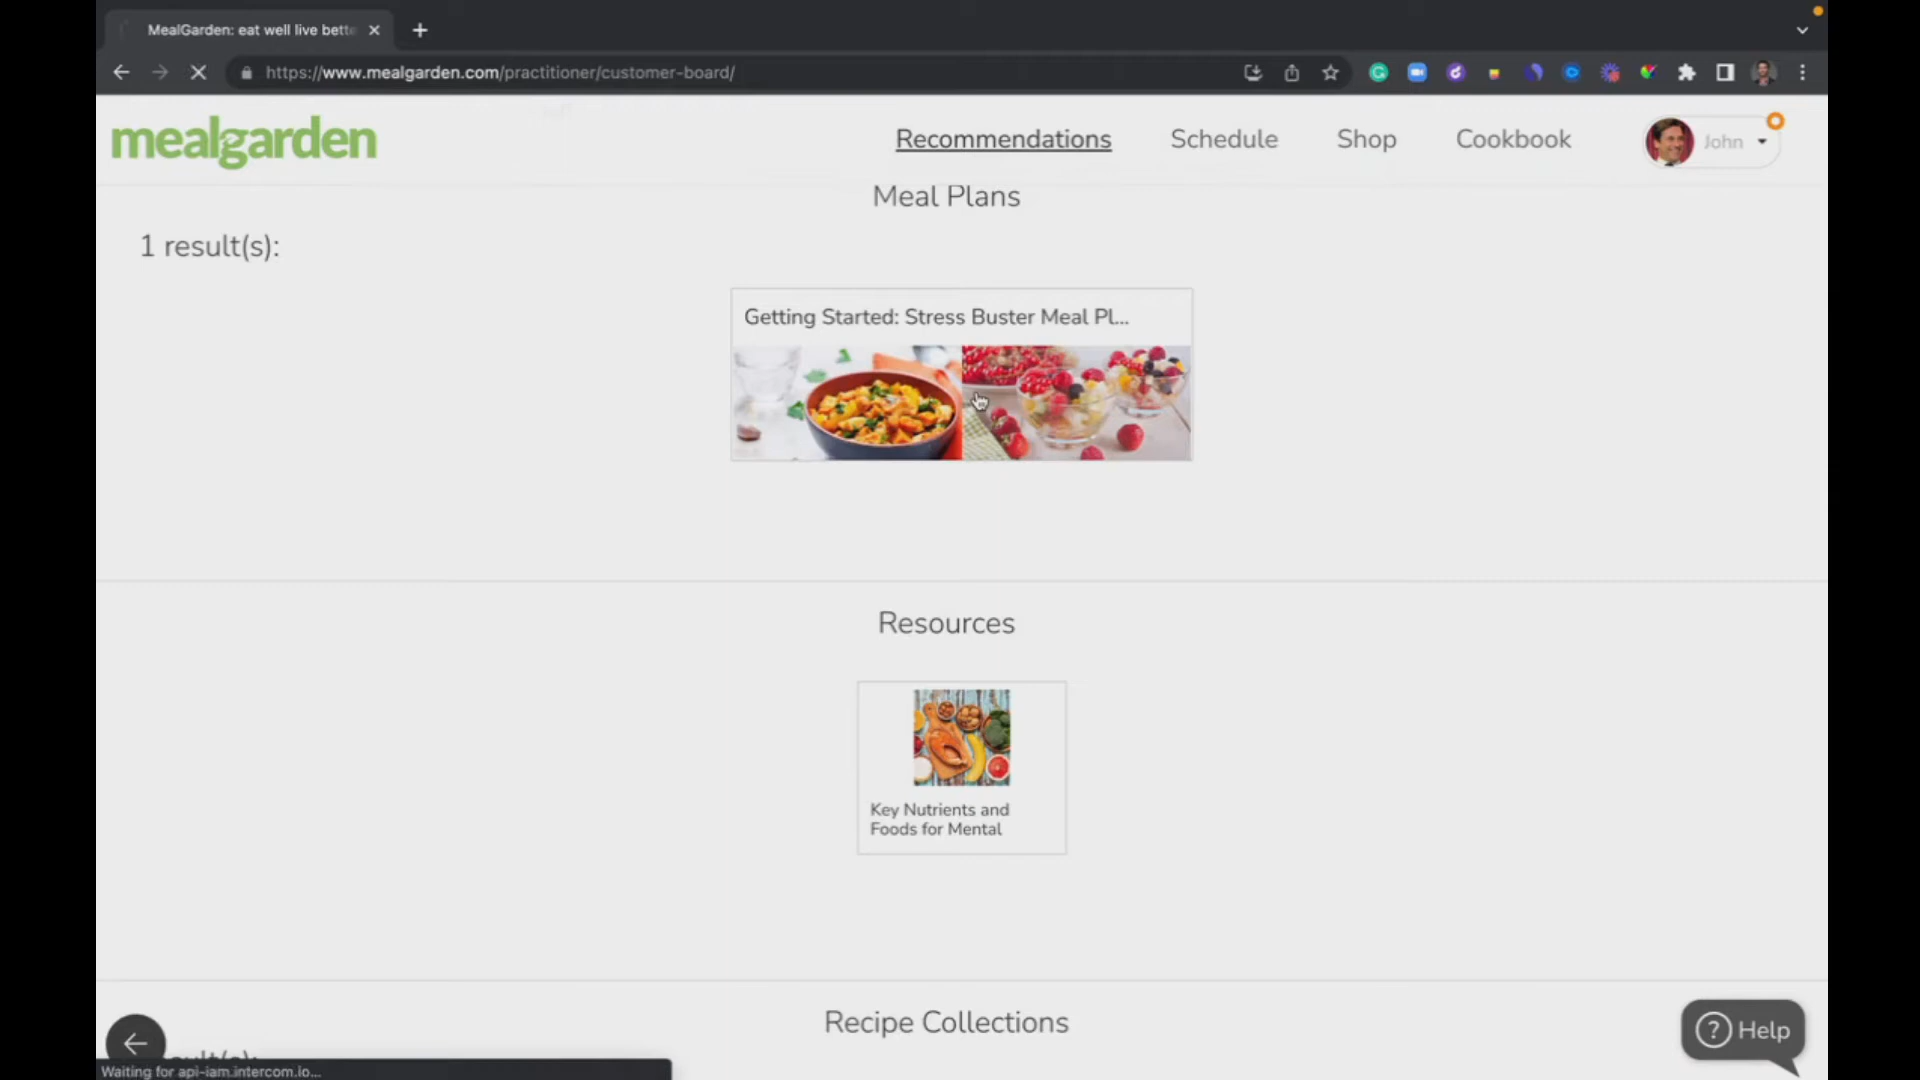 MealGarden: eat well live bette
https://www.mealgarden.com/practitioner/customer-board/
mealgarden
Recommendations
Schedule
Shop
Cookbook
John
Meal Plans
1 result(s):
Getting Started: Stress Buster Meal Pl...
Resources
Key Nutrients and
Foods for Mental
Recipe Collections
? Help
Waiting for api-iam.intercom.io...